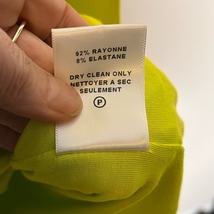 92% RAYONNE
8% ELASTANE
DRY CLEAN ONLY
NETTOYER A SEC
SEULEMENT
P